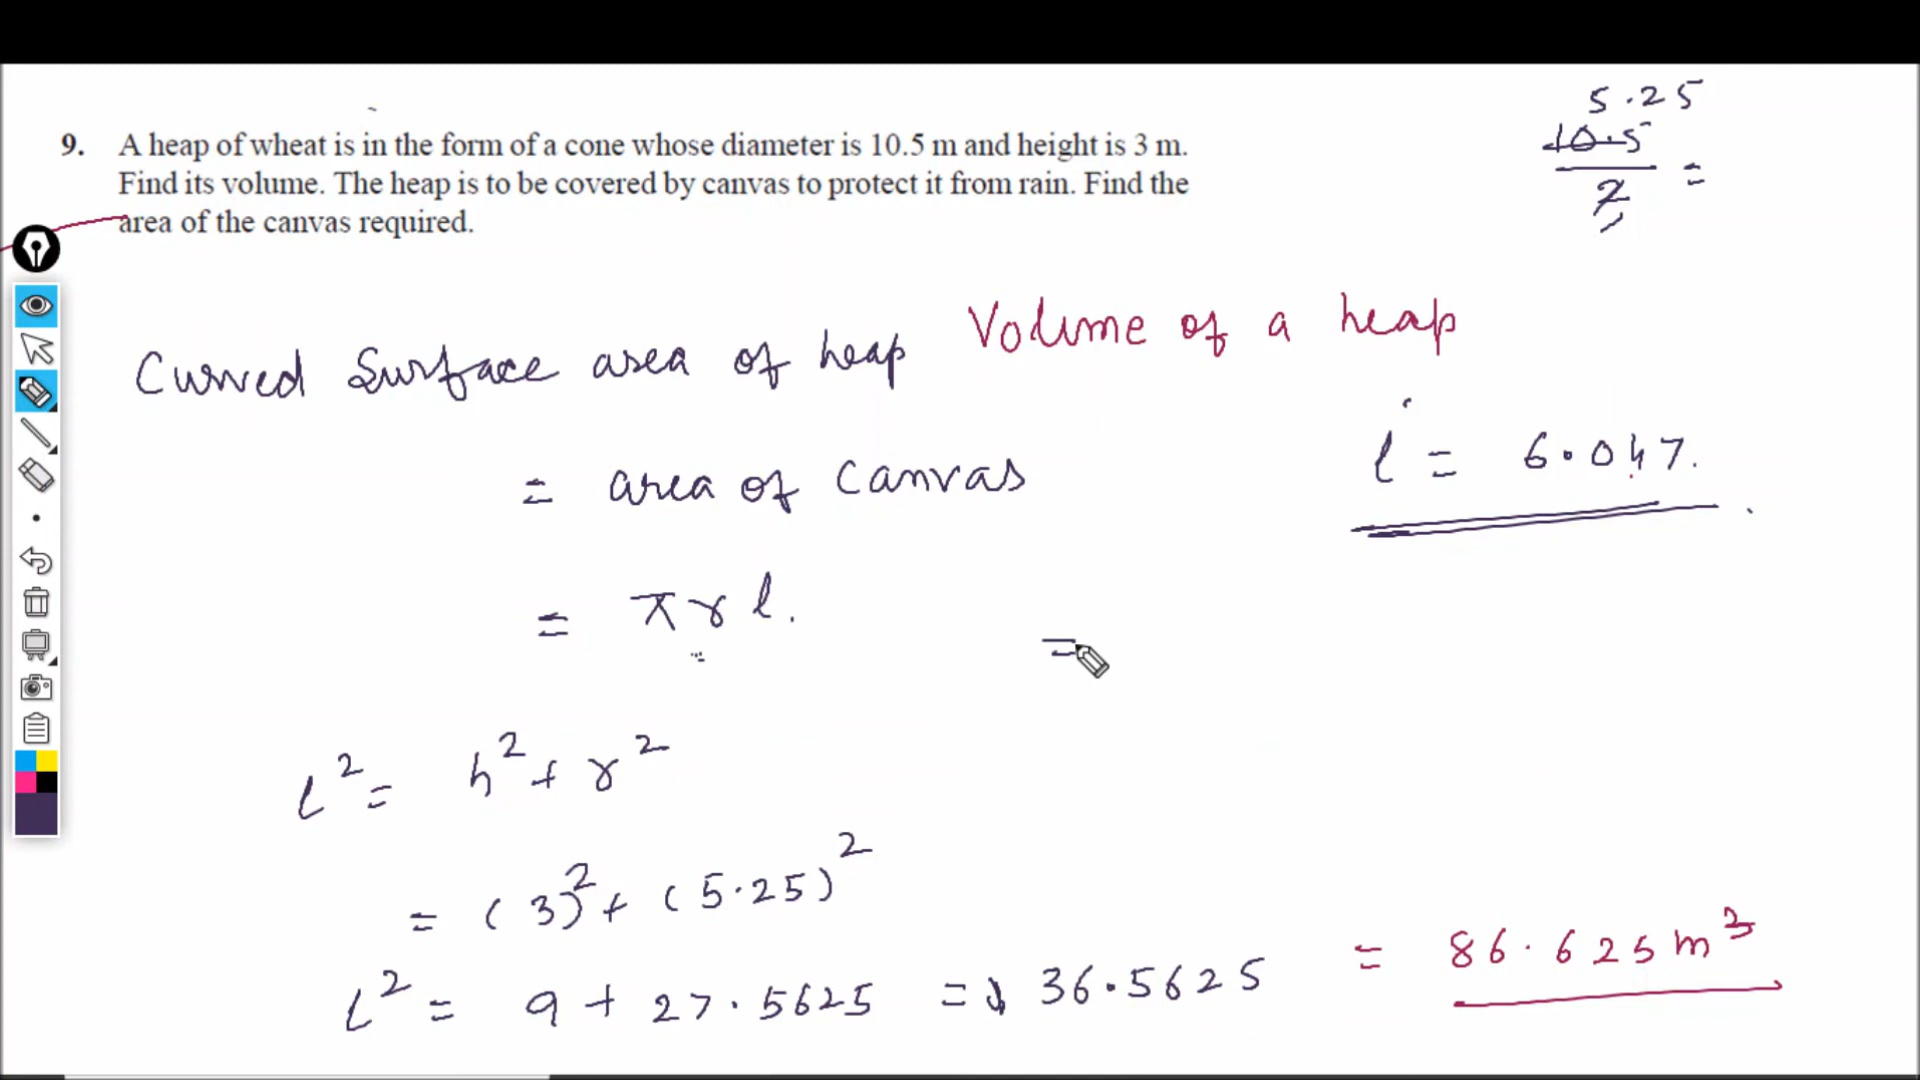 9. A heap of wheat is in the form of a cone whose diameter is 10.5 m and height is 3 m.
Find its volume. The heap is to be covered by canvas to protect it from rain. Find the
area of the canvas required.
5.25
10.5
2 =
Curved Surface area of heap
Volume of a heap
= area of canvas
l = 6.047.
= πrl.
=
l² = h² + r²
= (3)² + (5.25)²
l² = 9 + 27.5625 = 36.5625
= 86.625 m³